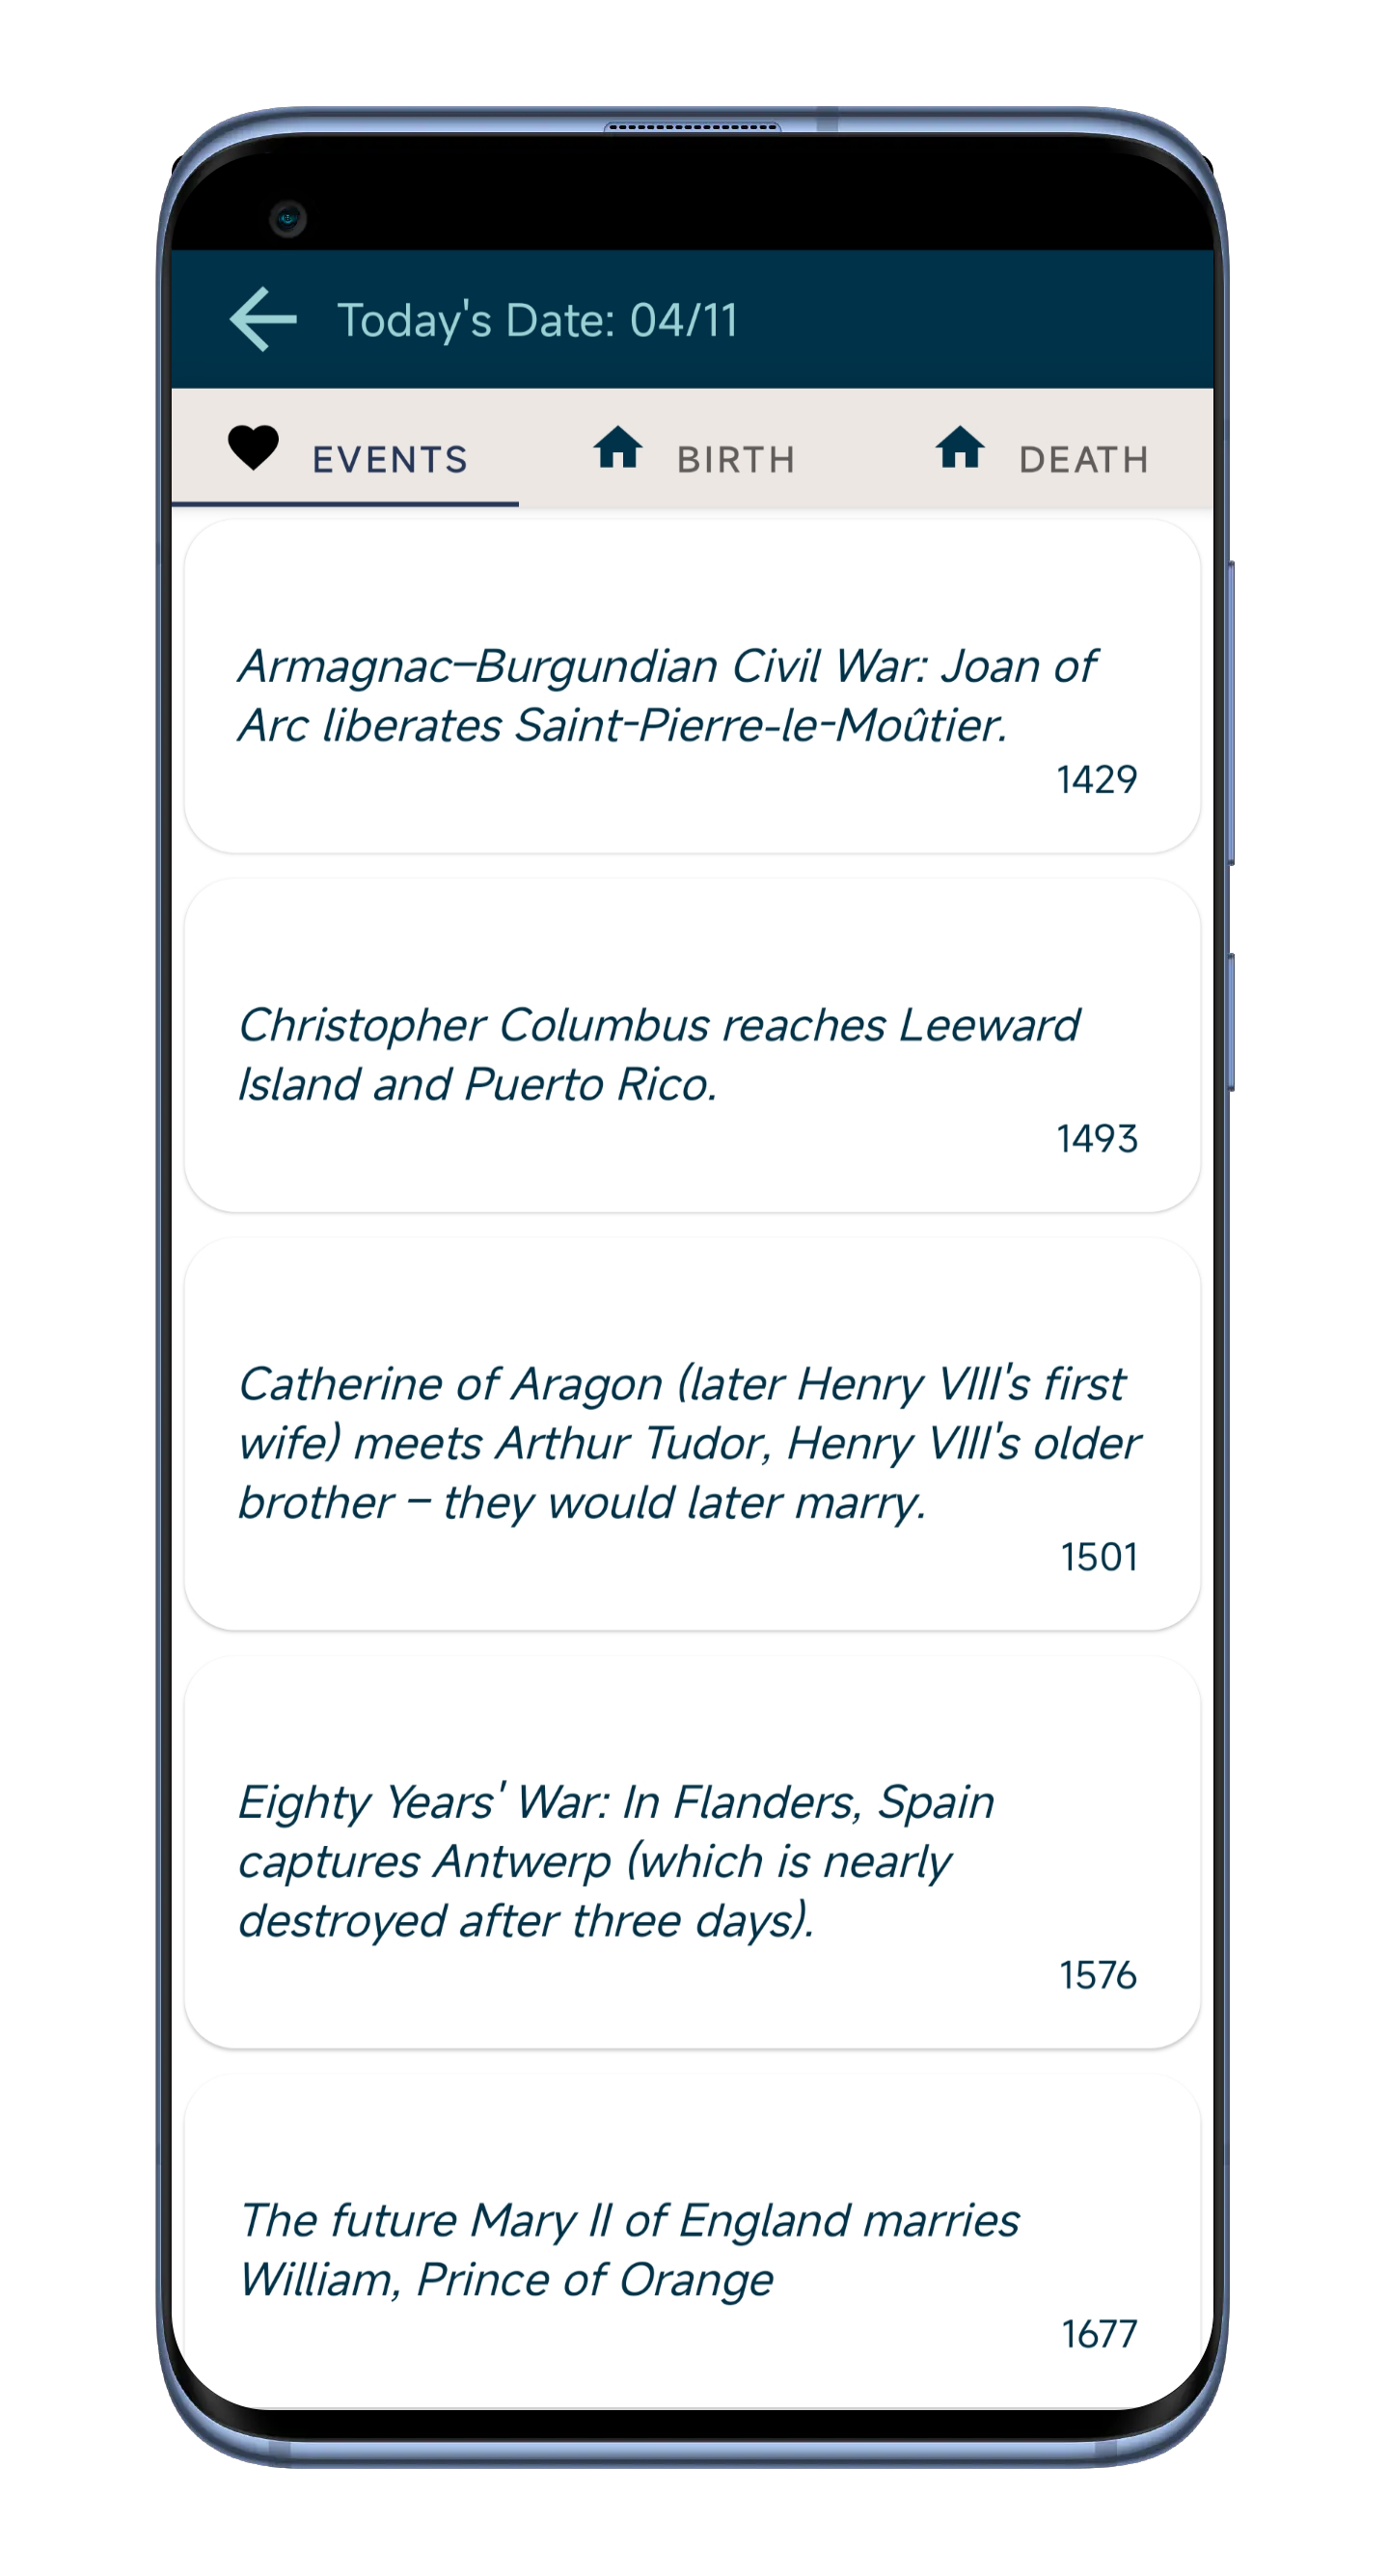 Today's Date: 04/11
EVENTS BIRTH DEATH
Armagnac–Burgundian Civil War: Joan of
Arc liberates Saint-Pierre-le-Moûtier.
1429
Christopher Columbus reaches Leeward
Island and Puerto Rico.
1493
Catherine of Aragon (later Henry VIII's first
wife) meets Arthur Tudor, Henry VIII's older
brother – they would later marry.
1501
Eighty Years' War: In Flanders, Spain
captures Antwerp (which is nearly
destroyed after three days).
1576
The future Mary II of England marries
William, Prince of Orange
1677